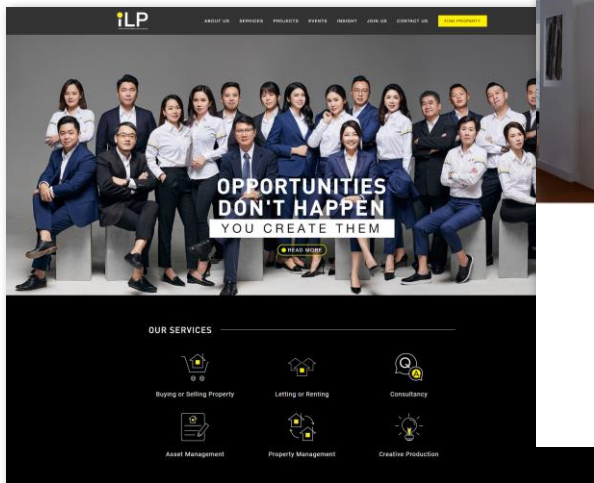 iLP
ABOUT US SERVICES PROJECTS EVENTS INSIGHT JOIN US CONTACT US FIND PROPERTY
OPPORTUNITIES
DON'T HAPPEN
YOU CREATE THEM
READ MORE
OUR SERVICES
Buying or Selling Property Letting or Renting Consultancy
Q
A
Asset Management Property Management Creative Production